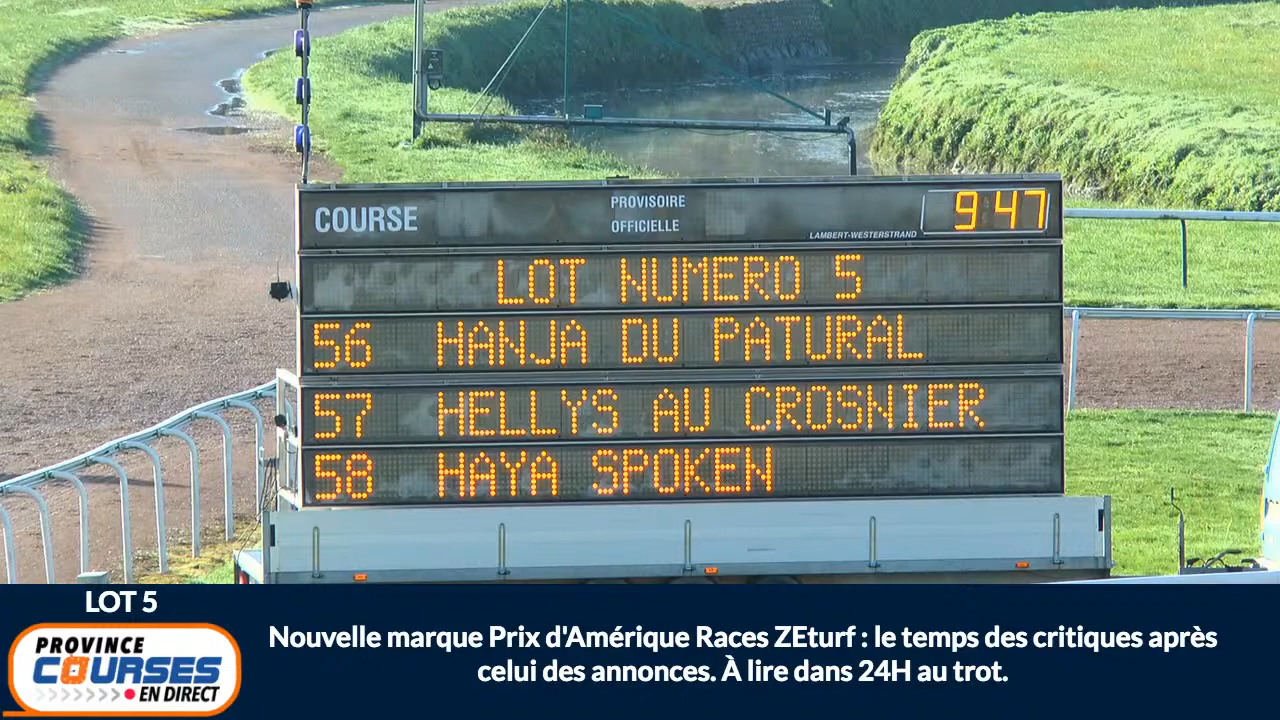 COURSE
PROVISOIRE
OFFICIELLE
LAMBERT-WESTERSTRAND
9 47
LOT NUMERO 5
56 HANJA DU PATURAL
57 HELLYS AU CROSNIER
58 HAYA SPOKEN
LOT 5
PROVINCE
COURSES
EN DIRECT
Nouvelle marque Prix d'Amérique Races ZEturf : le temps des critiques après
celui des annonces. À lire dans 24H au trot.